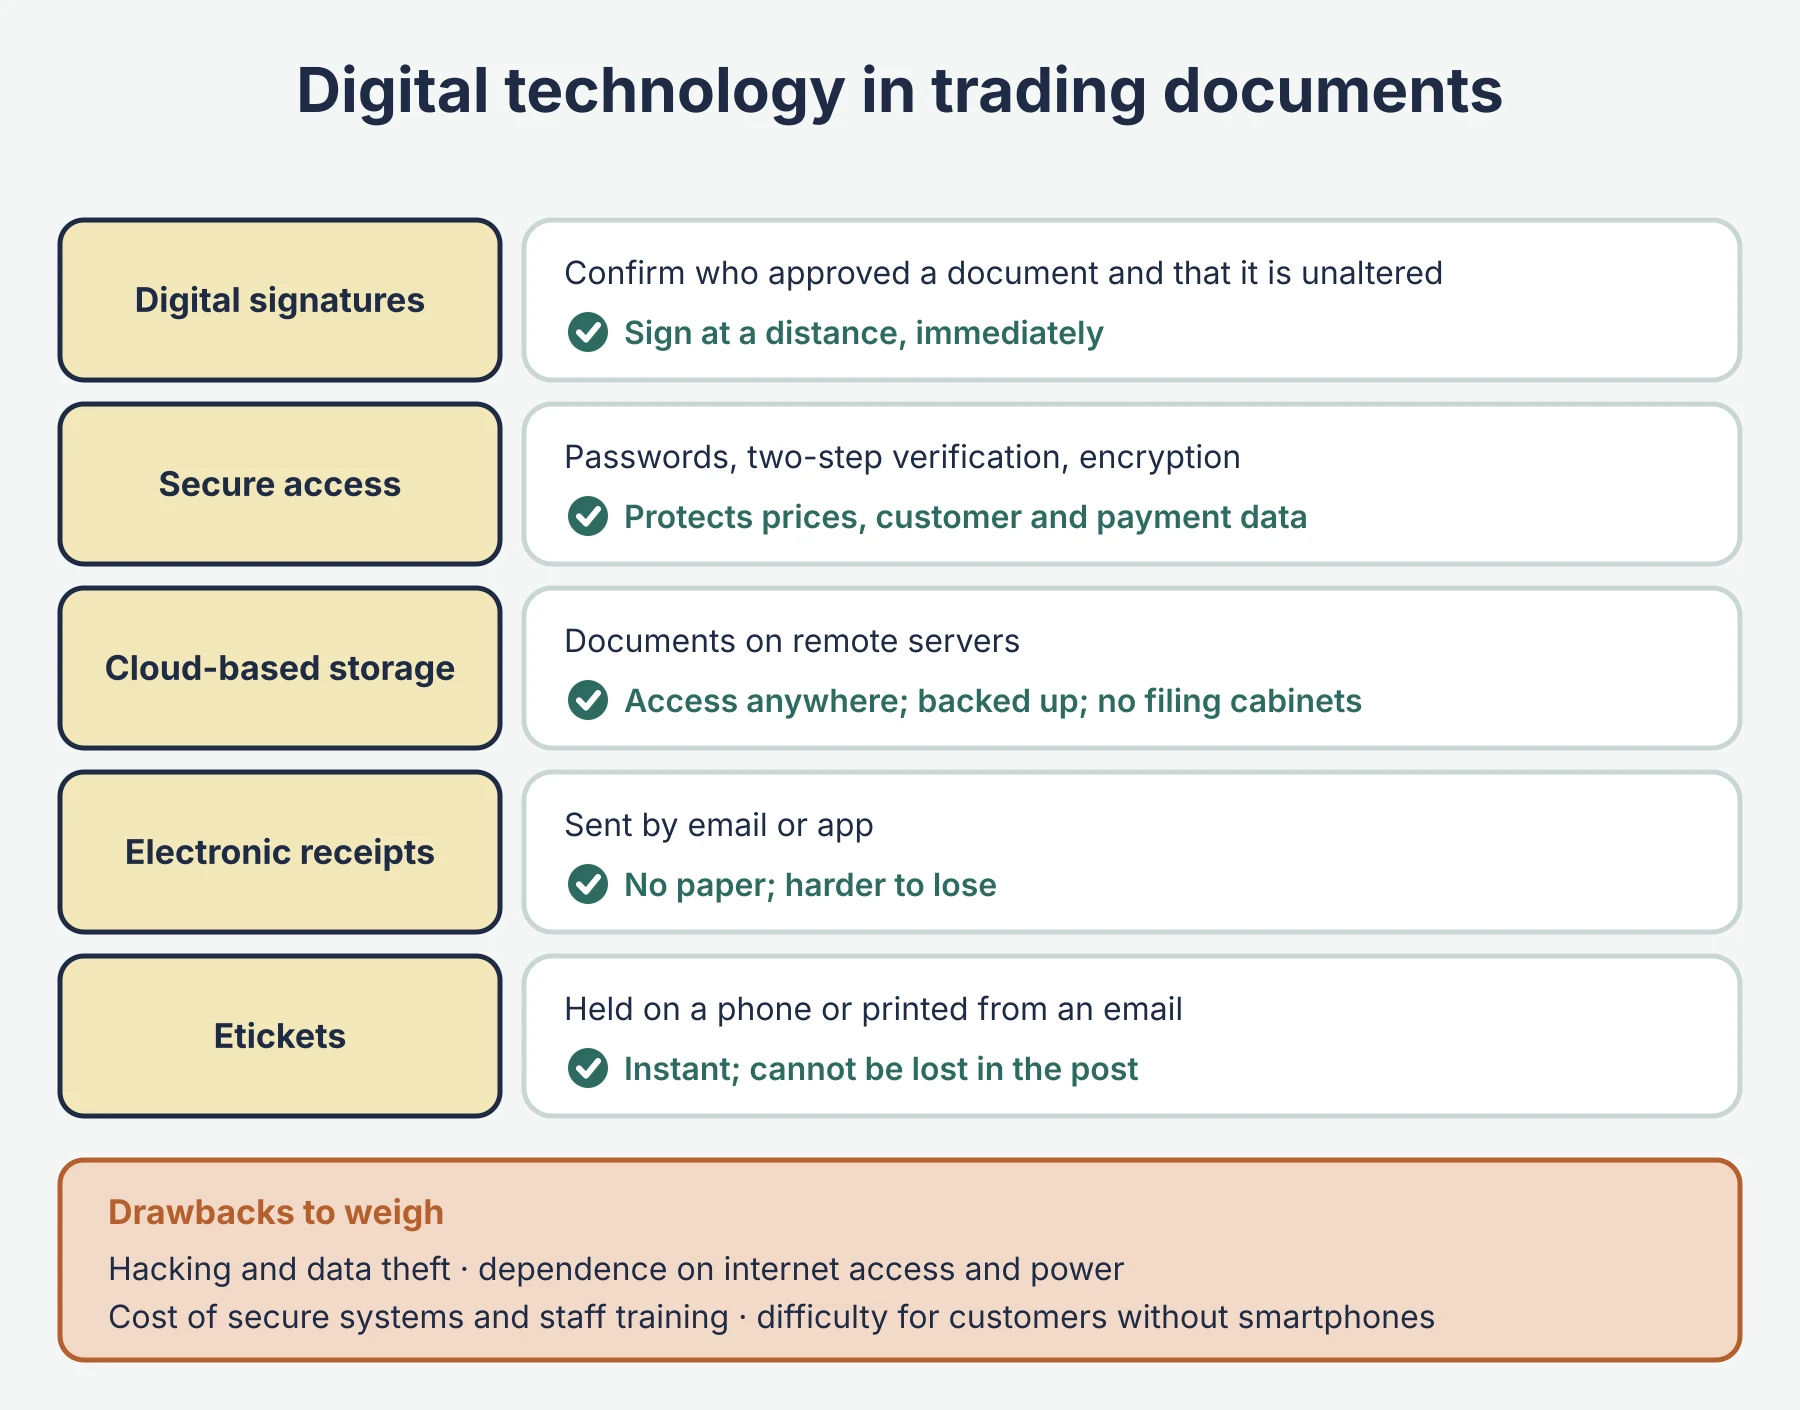 Digital technology in trading documents
Digital signatures
Confirm who approved a document and that it is unaltered
Sign at a distance, immediately
Secure access
Passwords, two-step verification, encryption
Protects prices, customer and payment data
Cloud-based storage
Documents on remote servers
Access anywhere; backed up; no filing cabinets
Electronic receipts
Sent by email or app
No paper; harder to lose
Etickets
Held on a phone or printed from an email
Instant; cannot be lost in the post
Drawbacks to weigh
Hacking and data theft · dependence on internet access and power
Cost of secure systems and staff training · difficulty for customers without smartphones